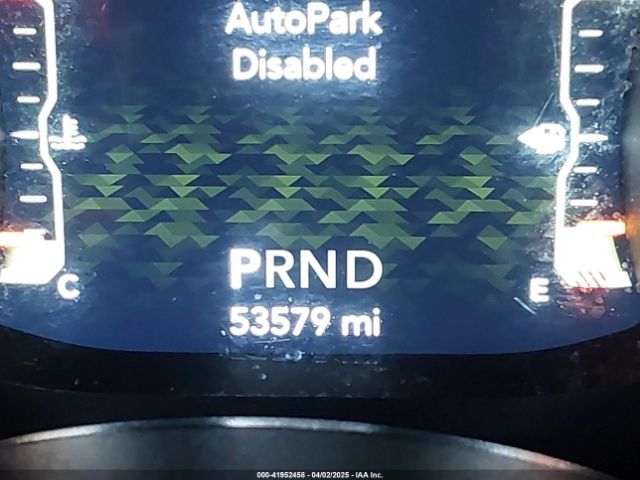 AutoPark
Disabled
PRND
C
E
53579 mi
000-41952458 - 04/02/2025 - IAA Inc.